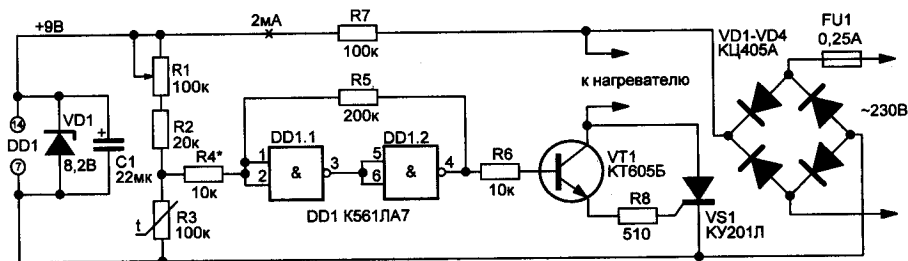 +9В
2мА
R7
100к
FU1
0,25А
VD1-VD4
КЦ405А
R1
100к
R5
200к
к нагревателю
~230В
14
DD1
7
VD1
8,2В
+
C1
22мк
R2
20к
R4*
10к
DD1.1
1
2
&
3
DD1.2
5
6
&
4
R6
10к
VT1
КТ605Б
R8
510
VS1
КУ201Л
t
R3
100к
DD1 К561ЛА7